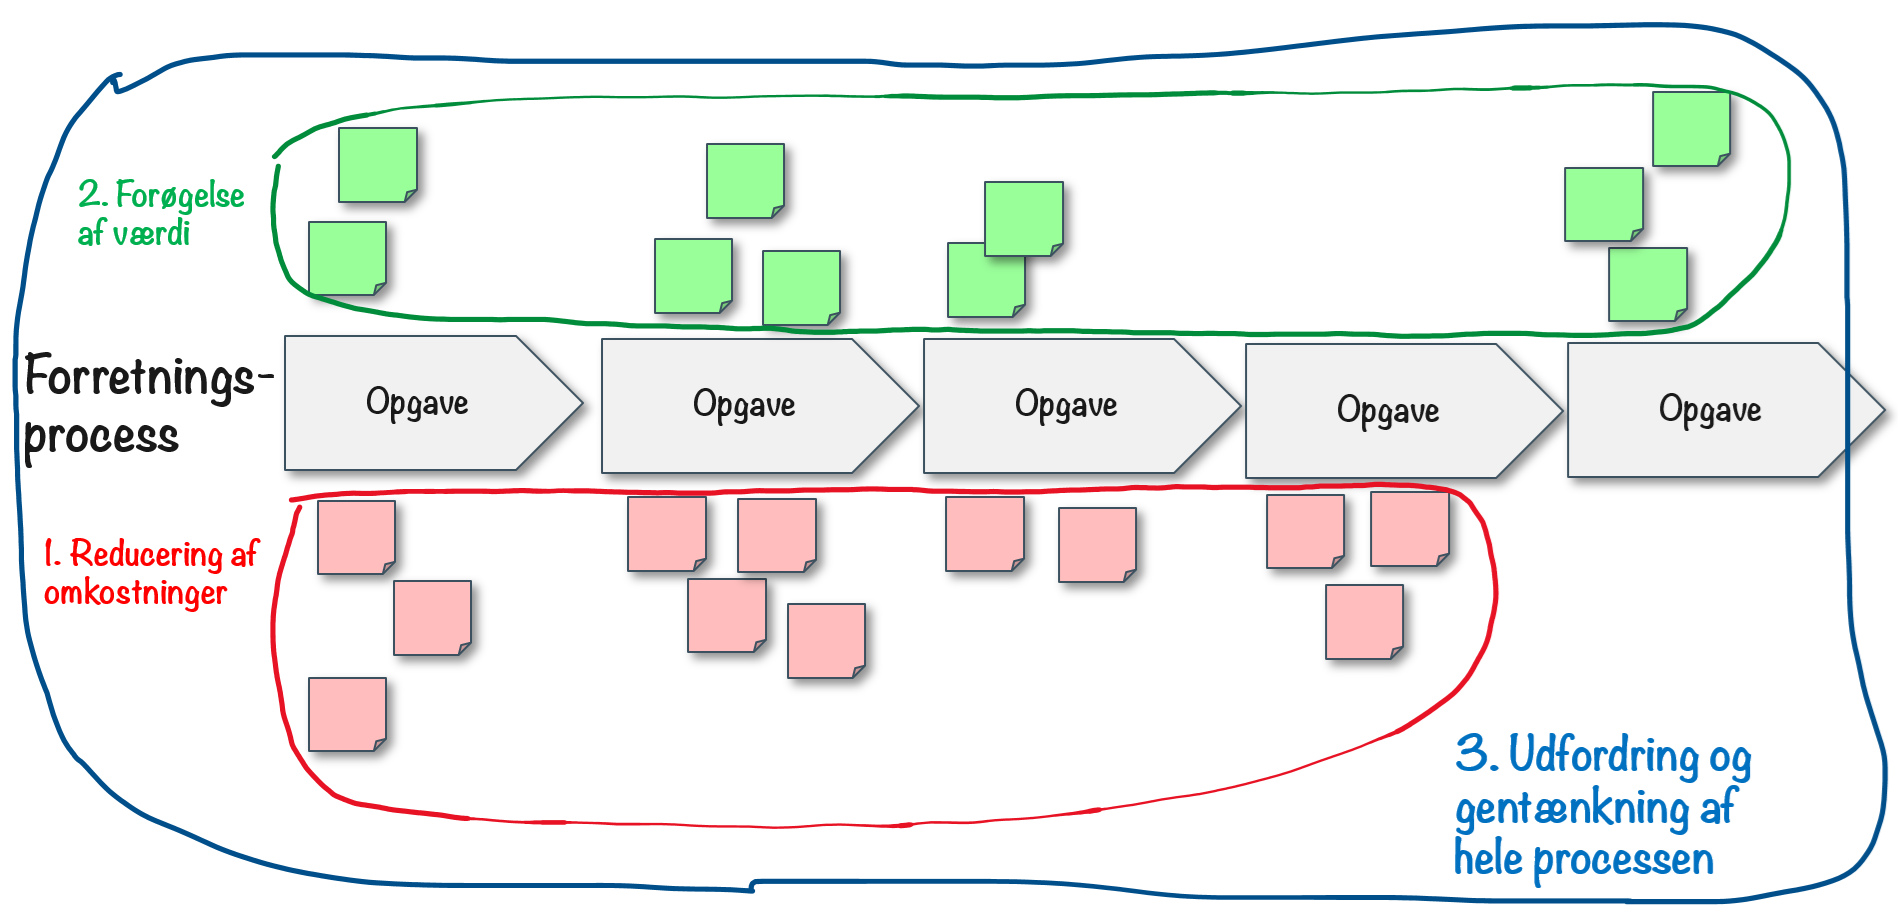 2. Forøgelse
af værdi
Forretnings-
process
Opgave
Opgave
Opgave
Opgave
Opgave
1. Reducering af
omkostninger
3. Udfordring og
gentænkning af
hele processen